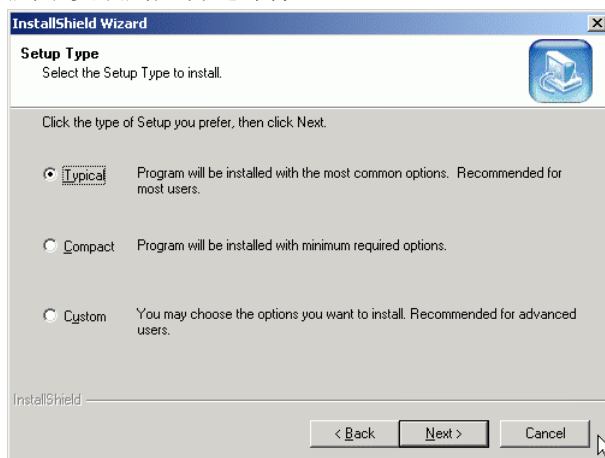 InstallShield Wizard
Setup Type
Select the Setup Type to install.
Click the type of Setup you prefer, then click Next.
Typical
Program will be installed with the most common options. Recommended for
most users.
Compact
Program will be installed with minimum required options.
Custom
You may choose the options you want to install. Recommended for advanced
users.
InstallShield
< Back
Next >
Cancel